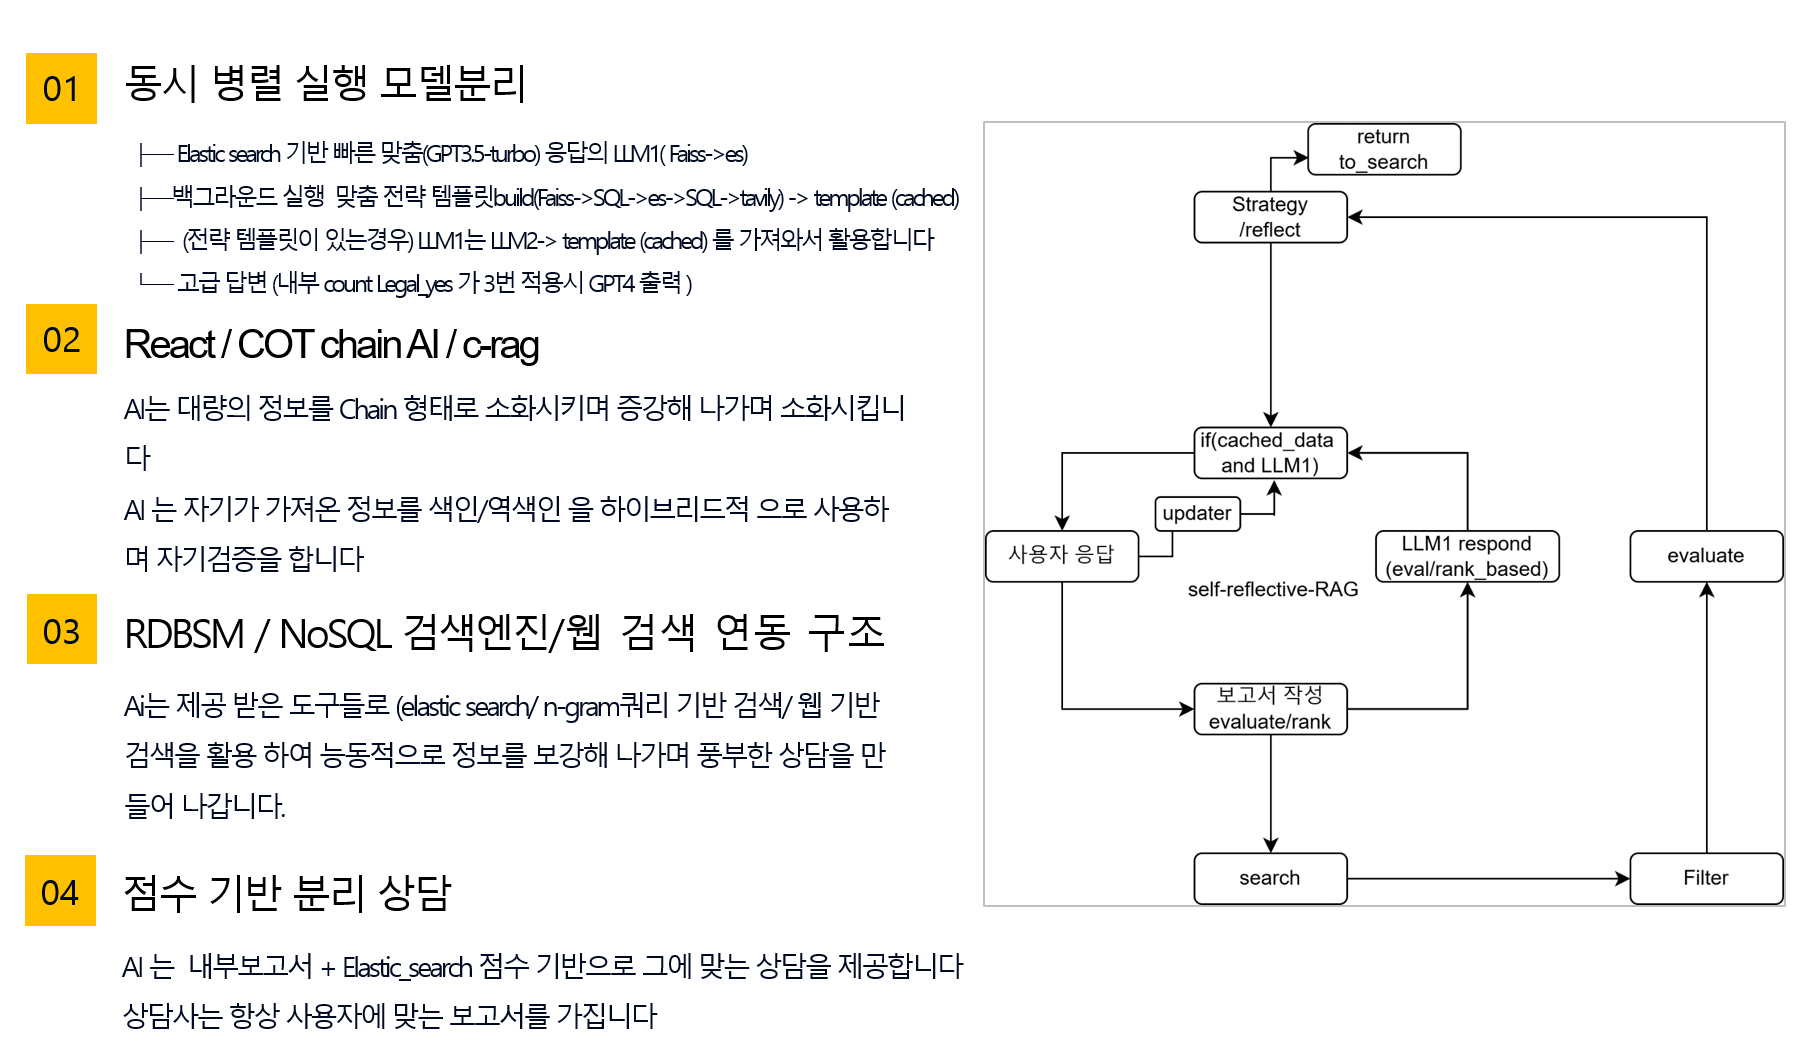 01
동시 병렬 실행 모델분리
├── Elastic search 기반 빠른 맞춤(GPT3.5-turbo) 응답의 LLM1( Faiss->es)
├──백그라운드 실행 맞춤 전략 템플릿build(Faiss->SQL->es->SQL->tavily) -> template (cached)
├── (전략 템플릿이 있는경우) LLM1는 LLM2-> template (cached) 를 가져와서 활용합니다
└── 고급 답변 (내부 count Legal_yes 가 3번 적용시 GPT4 출력 )
02
React / COT chain AI / c-rag
AI는 대량의 정보를 Chain 형태로 소화시키며 증강해 나가며 소화시킵니
다
AI 는 자기가 가져온 정보를 색인/역색인 을 하이브리드적 으로 사용하
며 자기검증을 합니다
03
RDBSM / NoSQL 검색엔진/웹 검색 연동 구조
Ai는 제공 받은 도구들로 (elastic search/ n-gram쿼리 기반 검색/ 웹 기반
검색을 활용 하여 능동적으로 정보를 보강해 나가며 풍부한 상담을 만
들어 나갑니다.
04
점수 기반 분리 상담
AI 는 내부보고서 + Elastic_search 점수 기반으로 그에 맞는 상담을 제공합니다
상담사는 항상 사용자에 맞는 보고서를 가집니다
return
to_search
Strategy
/reflect
if(cached_data
and LLM1)
updater
사용자 응답
LLM1 respond
(eval/rank_based)
evaluate
self-reflective-RAG
보고서 작성
evaluate/rank
search
Filter